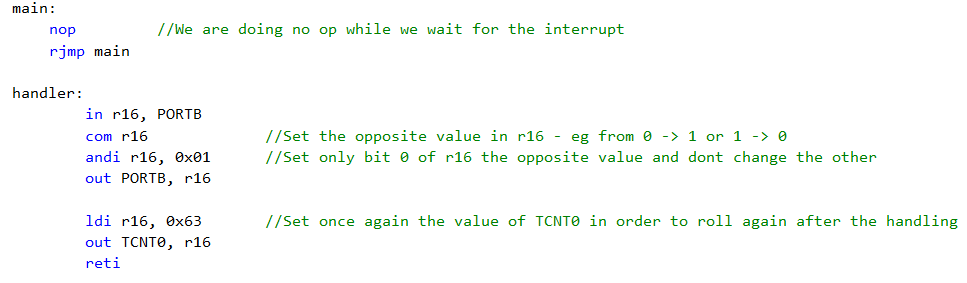 main:
nop //We are doing no op while we wait for the interrupt
rjmp main
handler:
in r16, PORTB
com r16 //Set the opposite value in r16 - eg from 0 -> 1 or 1 -> 0
andi r16, 0x01 //Set only bit 0 of r16 the opposite value and dont change the other
out PORTB, r16
ldi r16, 0x63 //Set once again the value of TCNT0 in order to roll again after the handling
out TCNT0, r16
reti